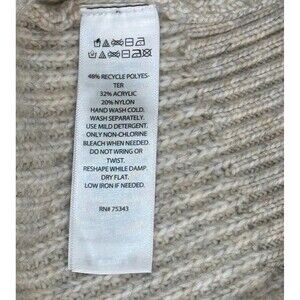 48% RECYCLE POLYES-
TER
32% ACRYLIC
20% NYLON
HAND WASH COLD.
WASH SEPARATELY.
USE MILD DETERGENT.
ONLY NON-CHLORINE
BLEACH WHEN NEEDED.
DO NOT WRING OR
TWIST.
RESHAPE WHILE DAMP.
DRY FLAT.
LOW IRON IF NEEDED.
RN# 75343